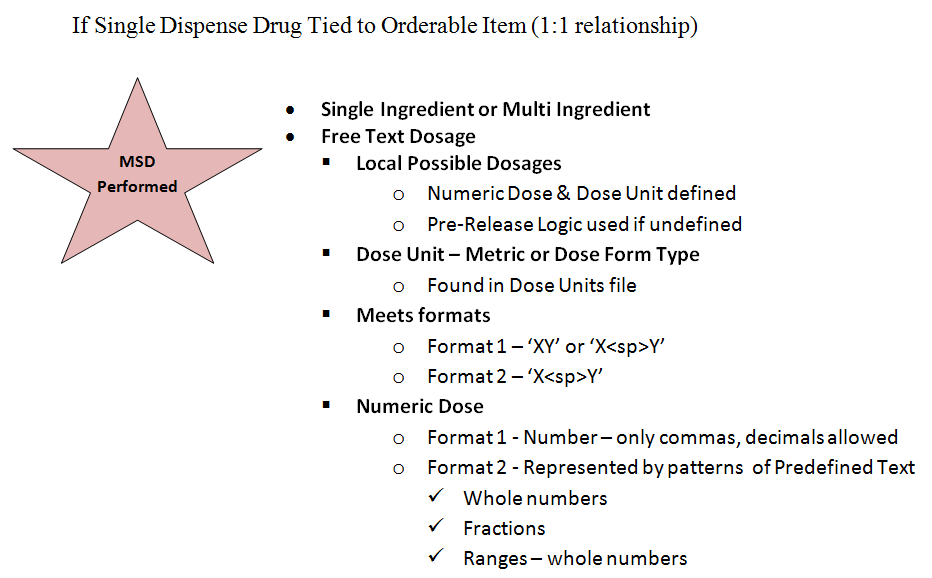 If Single Dispense Drug Tied to Orderable Item (1:1 relationship)
MSD
Performed
• Single Ingredient or Multi Ingredient
• Free Text Dosage
▪ Local Possible Dosages
o Numeric Dose & Dose Unit defined
o Pre-Release Logic used if undefined
▪ Dose Unit – Metric or Dose Form Type
o Found in Dose Units file
▪ Meets formats
o Format 1 – ‘XY’ or ‘X<sp>Y’
o Format 2 – ‘X<sp>Y’
▪ Numeric Dose
o Format 1 - Number – only commas, decimals allowed
o Format 2 - Represented by patterns of Predefined Text
✓ Whole numbers
✓ Fractions
✓ Ranges – whole numbers